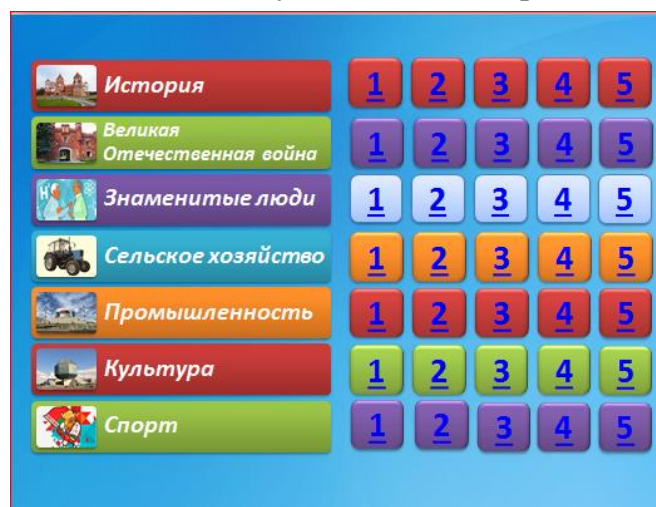 История 1 2 3 4 5
Великая
Отечественная война 1 2 3 4 5
Знаменитые люди 1 2 3 4 5
Сельское хозяйство 1 2 3 4 5
Промышленность 1 2 3 4 5
Культура 1 2 3 4 5
Спорт 1 2 3 4 5